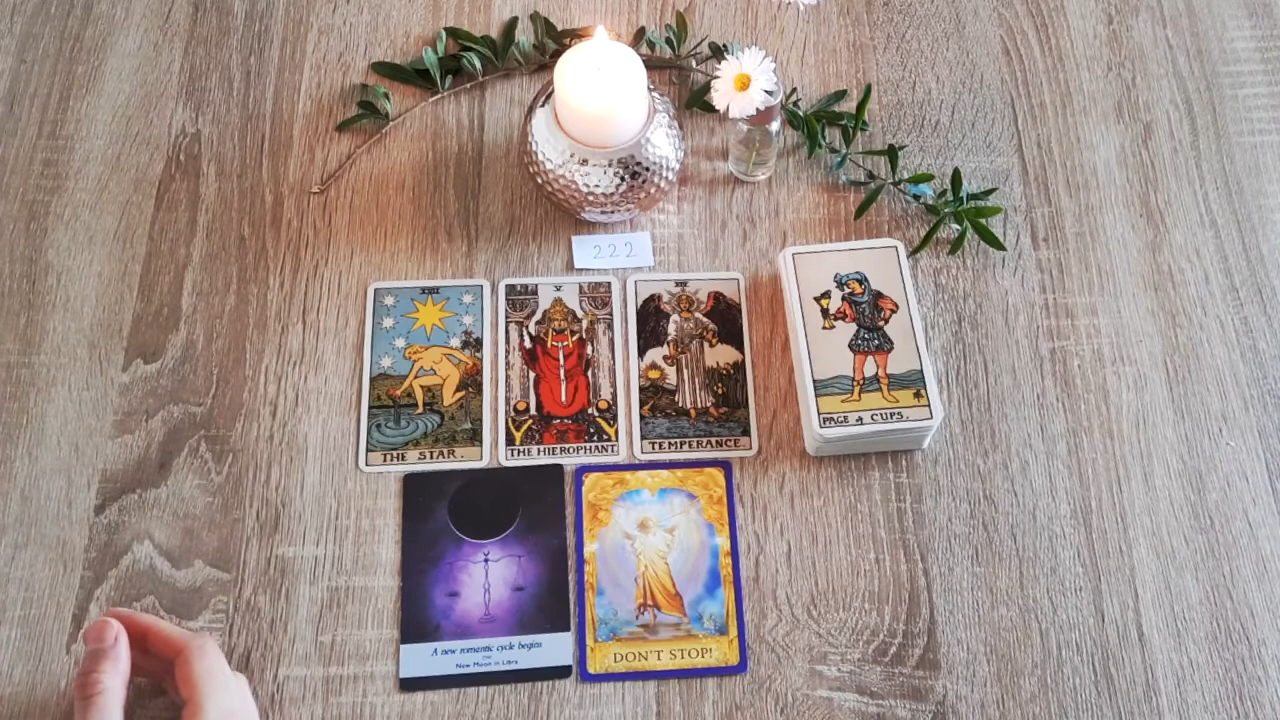 222
XVII
THE STAR.
V
THE HIEROPHANT
XIV
TEMPERANCE.
PAGE of CUPS.
A new romantic cycle begins
New Moon in Libra
DON'T STOP!